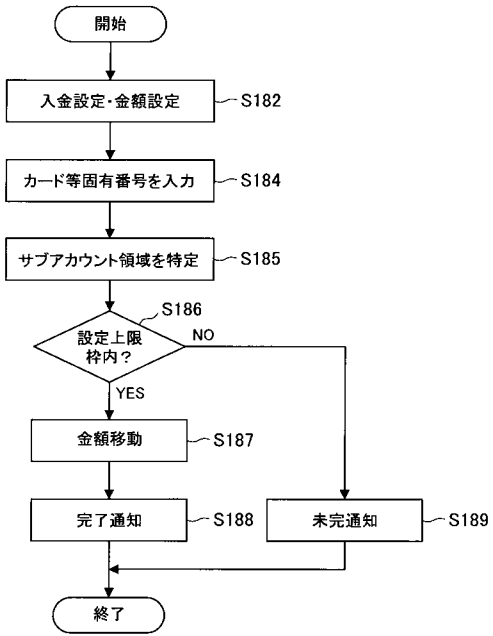 開始
入金設定・金額設定
S182
カード等固有番号を入力
S184
サブアカウント領域を特定
S185
S186
設定上限
枠内?
NO
YES
金額移動
S187
完了通知
S188
未完通知
S189
終了